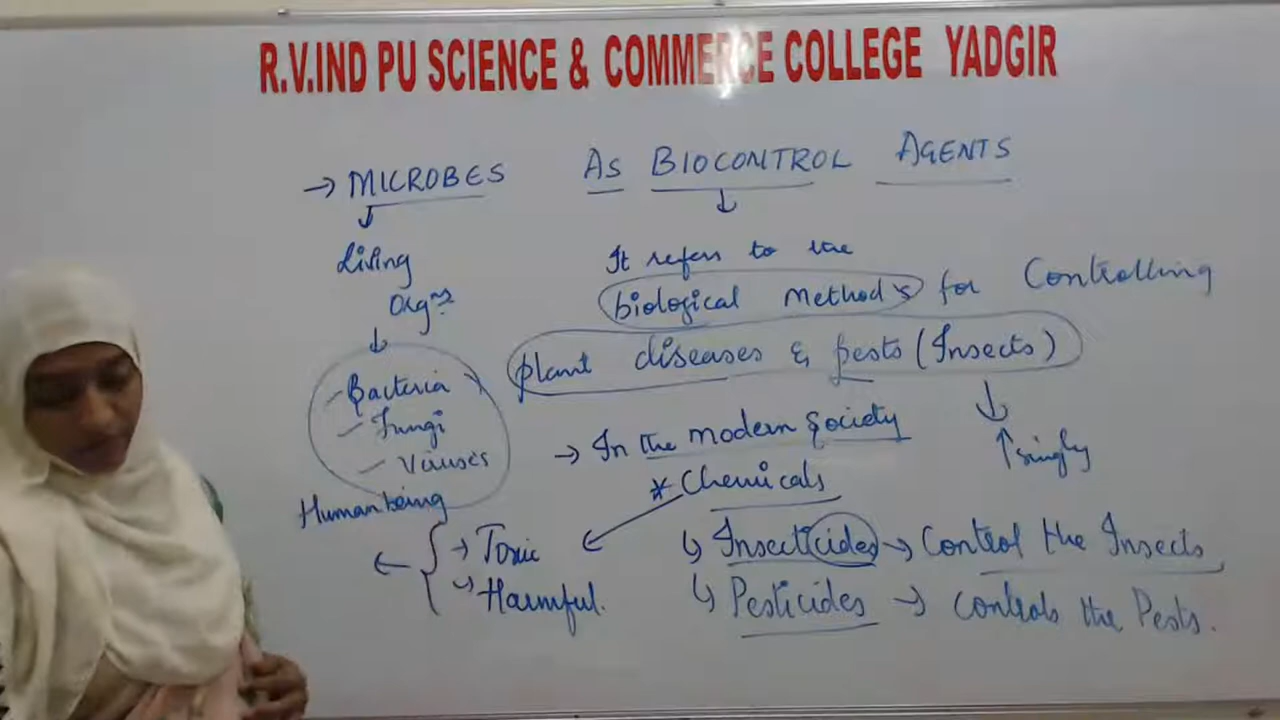 R.V.IND PU SCIENCE & COMMERCE COLLEGE YADGIR
→ MICROBES As BIOCONTROL AGENTS
Living
Orgms
- Bacteria
- Fungi
- Viruses
Human being
It refers to the
biological methods for Controlling
plant diseases & pests (Insects)
↑singly
→ In the modern Society
* Chemicals
↳ Insecticides → Control the Insects
↳ Pesticides → Controls the Pests.
← { → Toxic
↳ Harmful.